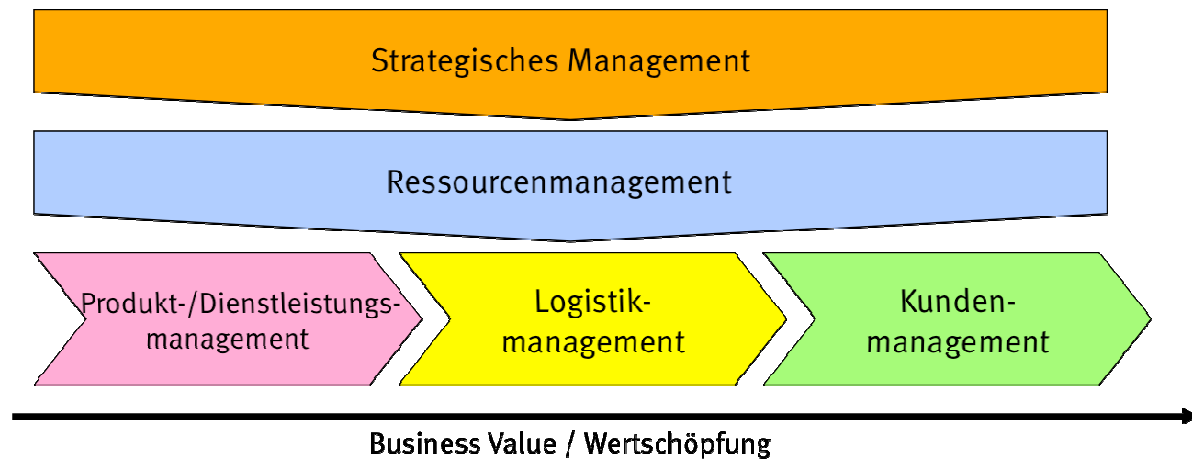 Strategisches Management
Ressourcenmanagement
Produkt-/Dienstleistungs-
management
Logistik-
management
Kunden-
management
Business Value / Wertschöpfung